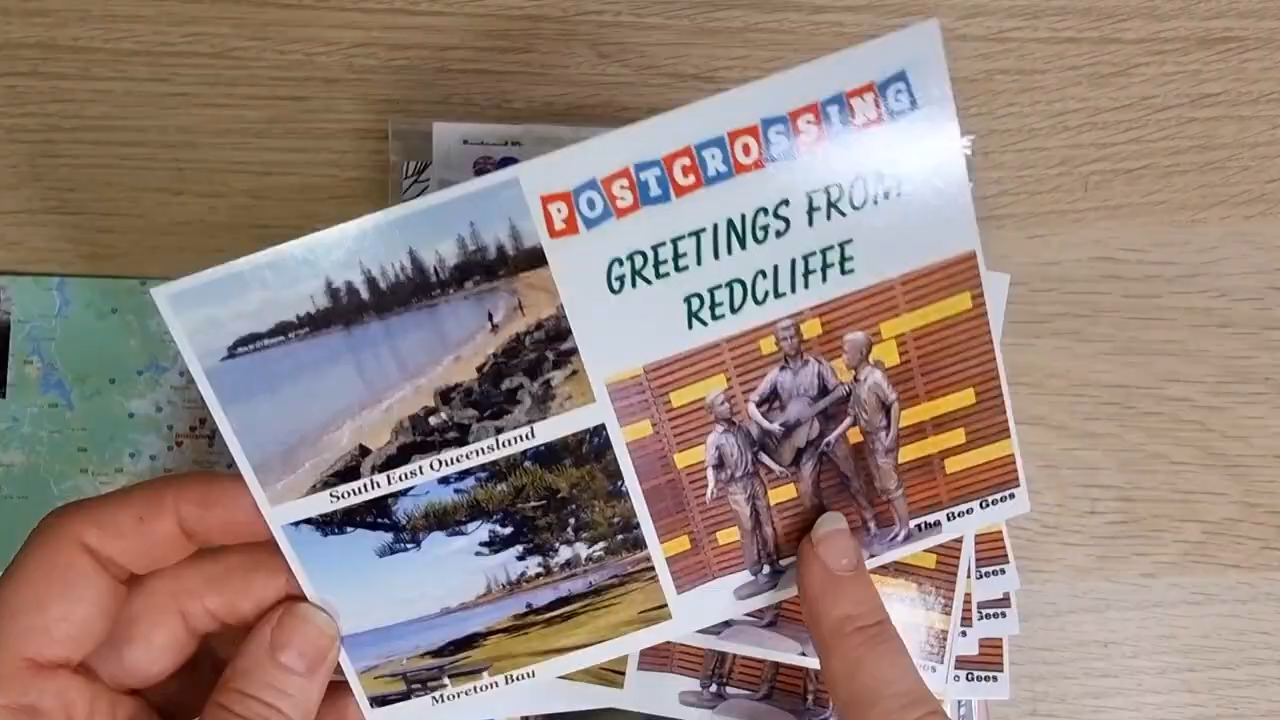 POSTCROSSING
GREETINGS FROM
REDCLIFFE
South East Queensland
The Bee Gees
Moreton Bay
Gees
Gees
e Gees